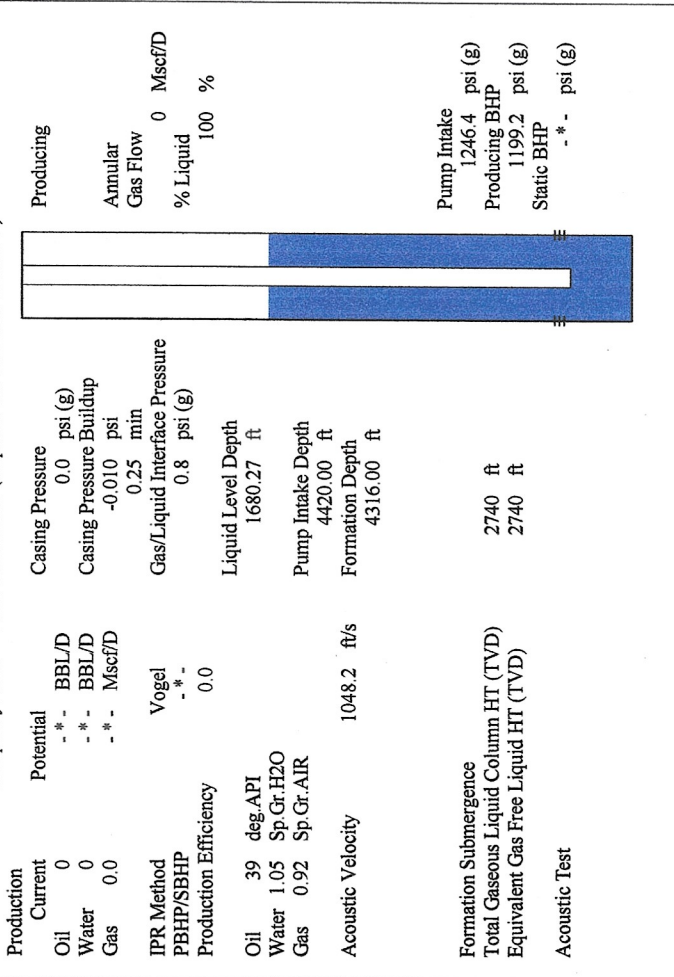 Production
Current Potential
Oil 0 - * - BBL/D
Water 0 - * - BBL/D
Gas 0.0 - * - Mscf/D
IPR Method Vogel
PBHP/SBHP - * -
Production Efficiency 0.0
Oil 39 deg.API
Water 1.05 Sp.Gr.H2O
Gas 0.92 Sp.Gr.AIR
Acoustic Velocity 1048.2 ft/s
Formation Submergence
Total Gaseous Liquid Column HT (TVD) 2740 ft
Equivalent Gas Free Liquid HT (TVD) 2740 ft
Acoustic Test
Casing Pressure
0.0 psi (g)
Casing Pressure Buildup
-0.010 psi
0.25 min
Gas/Liquid Interface Pressure
0.8 psi (g)
Liquid Level Depth
1680.27 ft
Pump Intake Depth
4420.00 ft
Formation Depth
4316.00 ft
Producing
Annular
Gas Flow
0 Mscf/D
% Liquid
100 %
Pump Intake
1246.4 psi (g)
Producing BHP
1199.2 psi (g)
Static BHP
- * - psi (g)